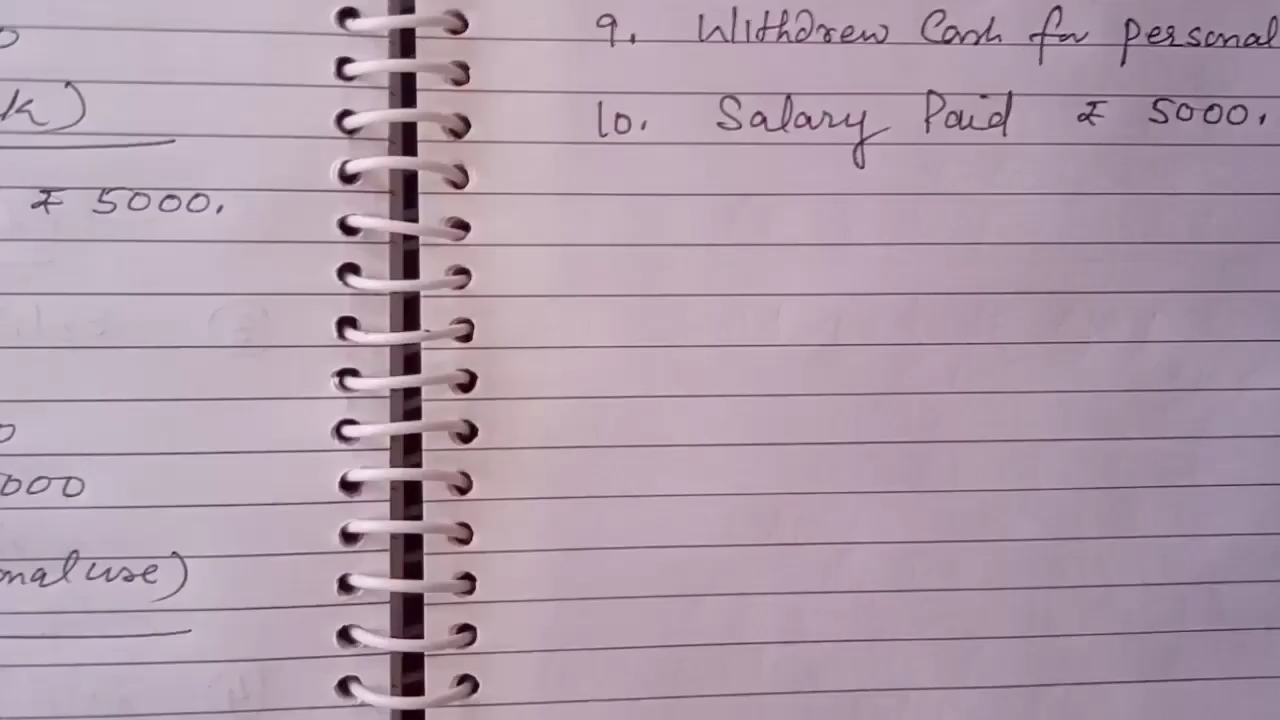 k)
₹ 5000.
000
nal use)
9. Withdrew Cash for personal
10. Salary Paid ₹ 5000.